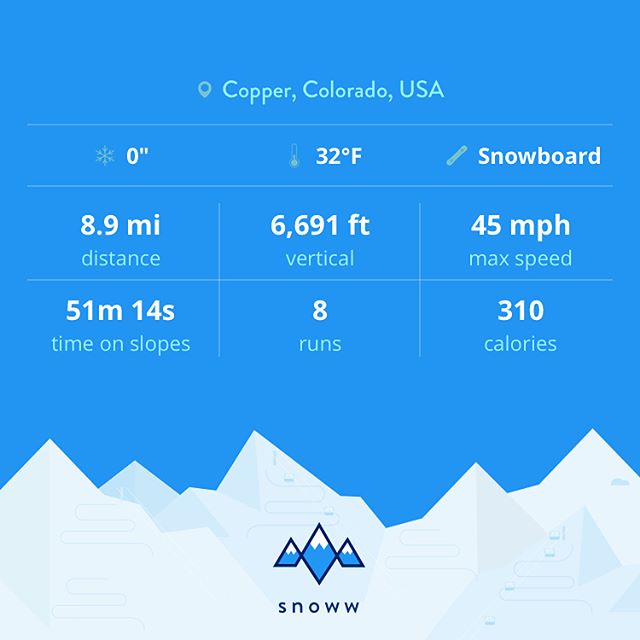 Copper, Colorado, USA
0" 32°F Snowboard
8.9 mi 6,691 ft 45 mph
distance vertical max speed
51m 14s 8 310
time on slopes runs calories
snoww